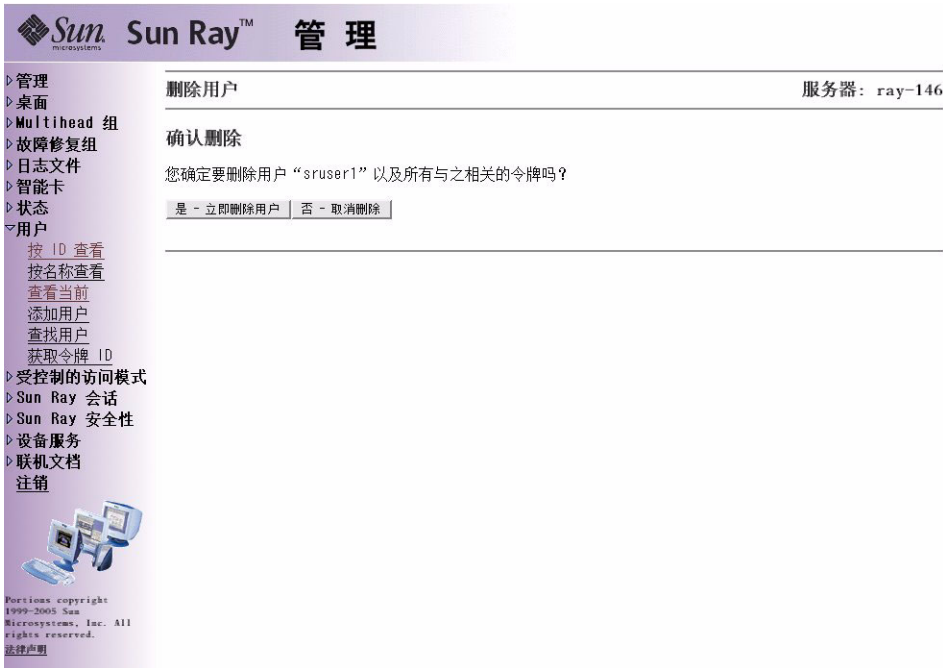 Sun microsystems Sun Ray™ 管 理
管理
桌面
Multihead 组
故障修复组
日志文件
智能卡
状态
用户
按 ID 查看
按名称查看
查看当前
添加用户
查找用户
获取令牌 ID
受控制的访问模式
Sun Ray 会话
Sun Ray 安全性
设备服务
联机文档
注销
Portions copyright
1999-2005 Sun
Microsystems, Inc. All
rights reserved.
法律声明
删除用户 服务器: ray-146
确认删除
您确定要删除用户“sruser1”以及所有与之相关的令牌吗?
是 - 立即删除用户 否 - 取消删除